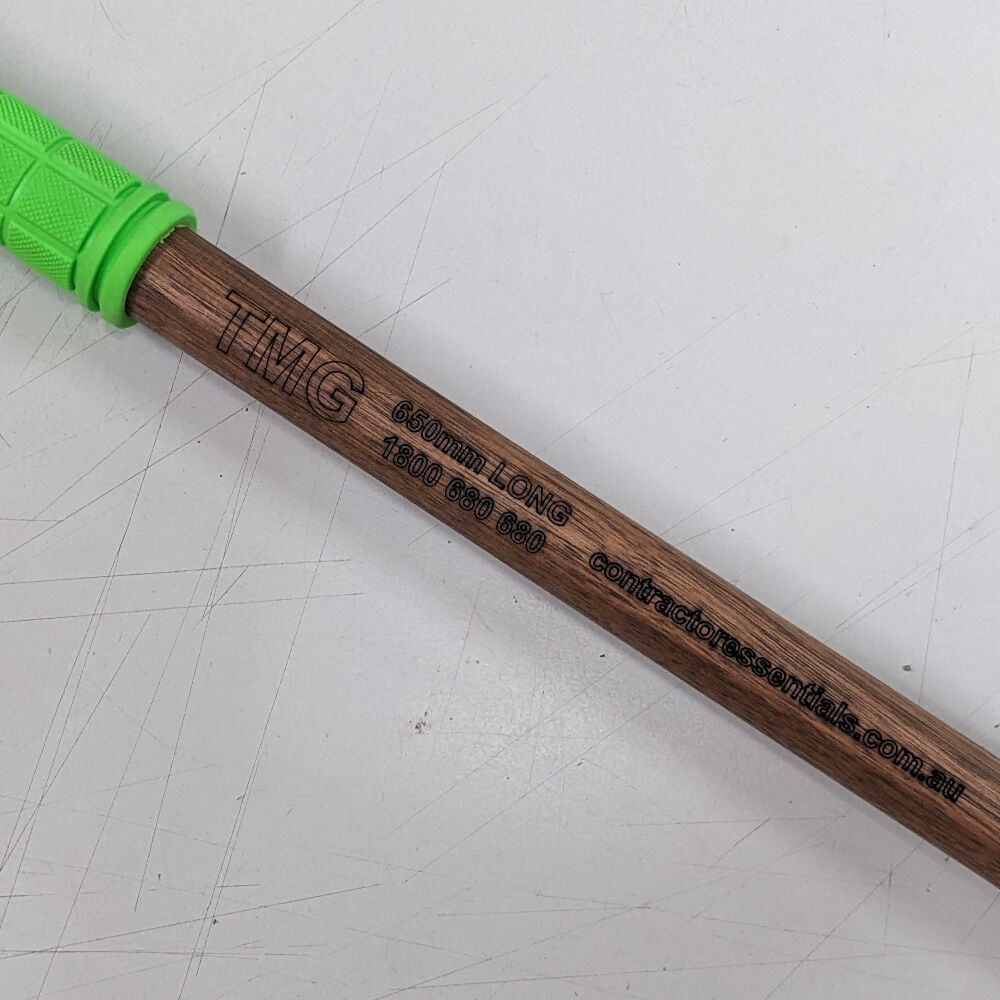 TMG
650mm LONG
1800 680 680
contractoressentials.com.au